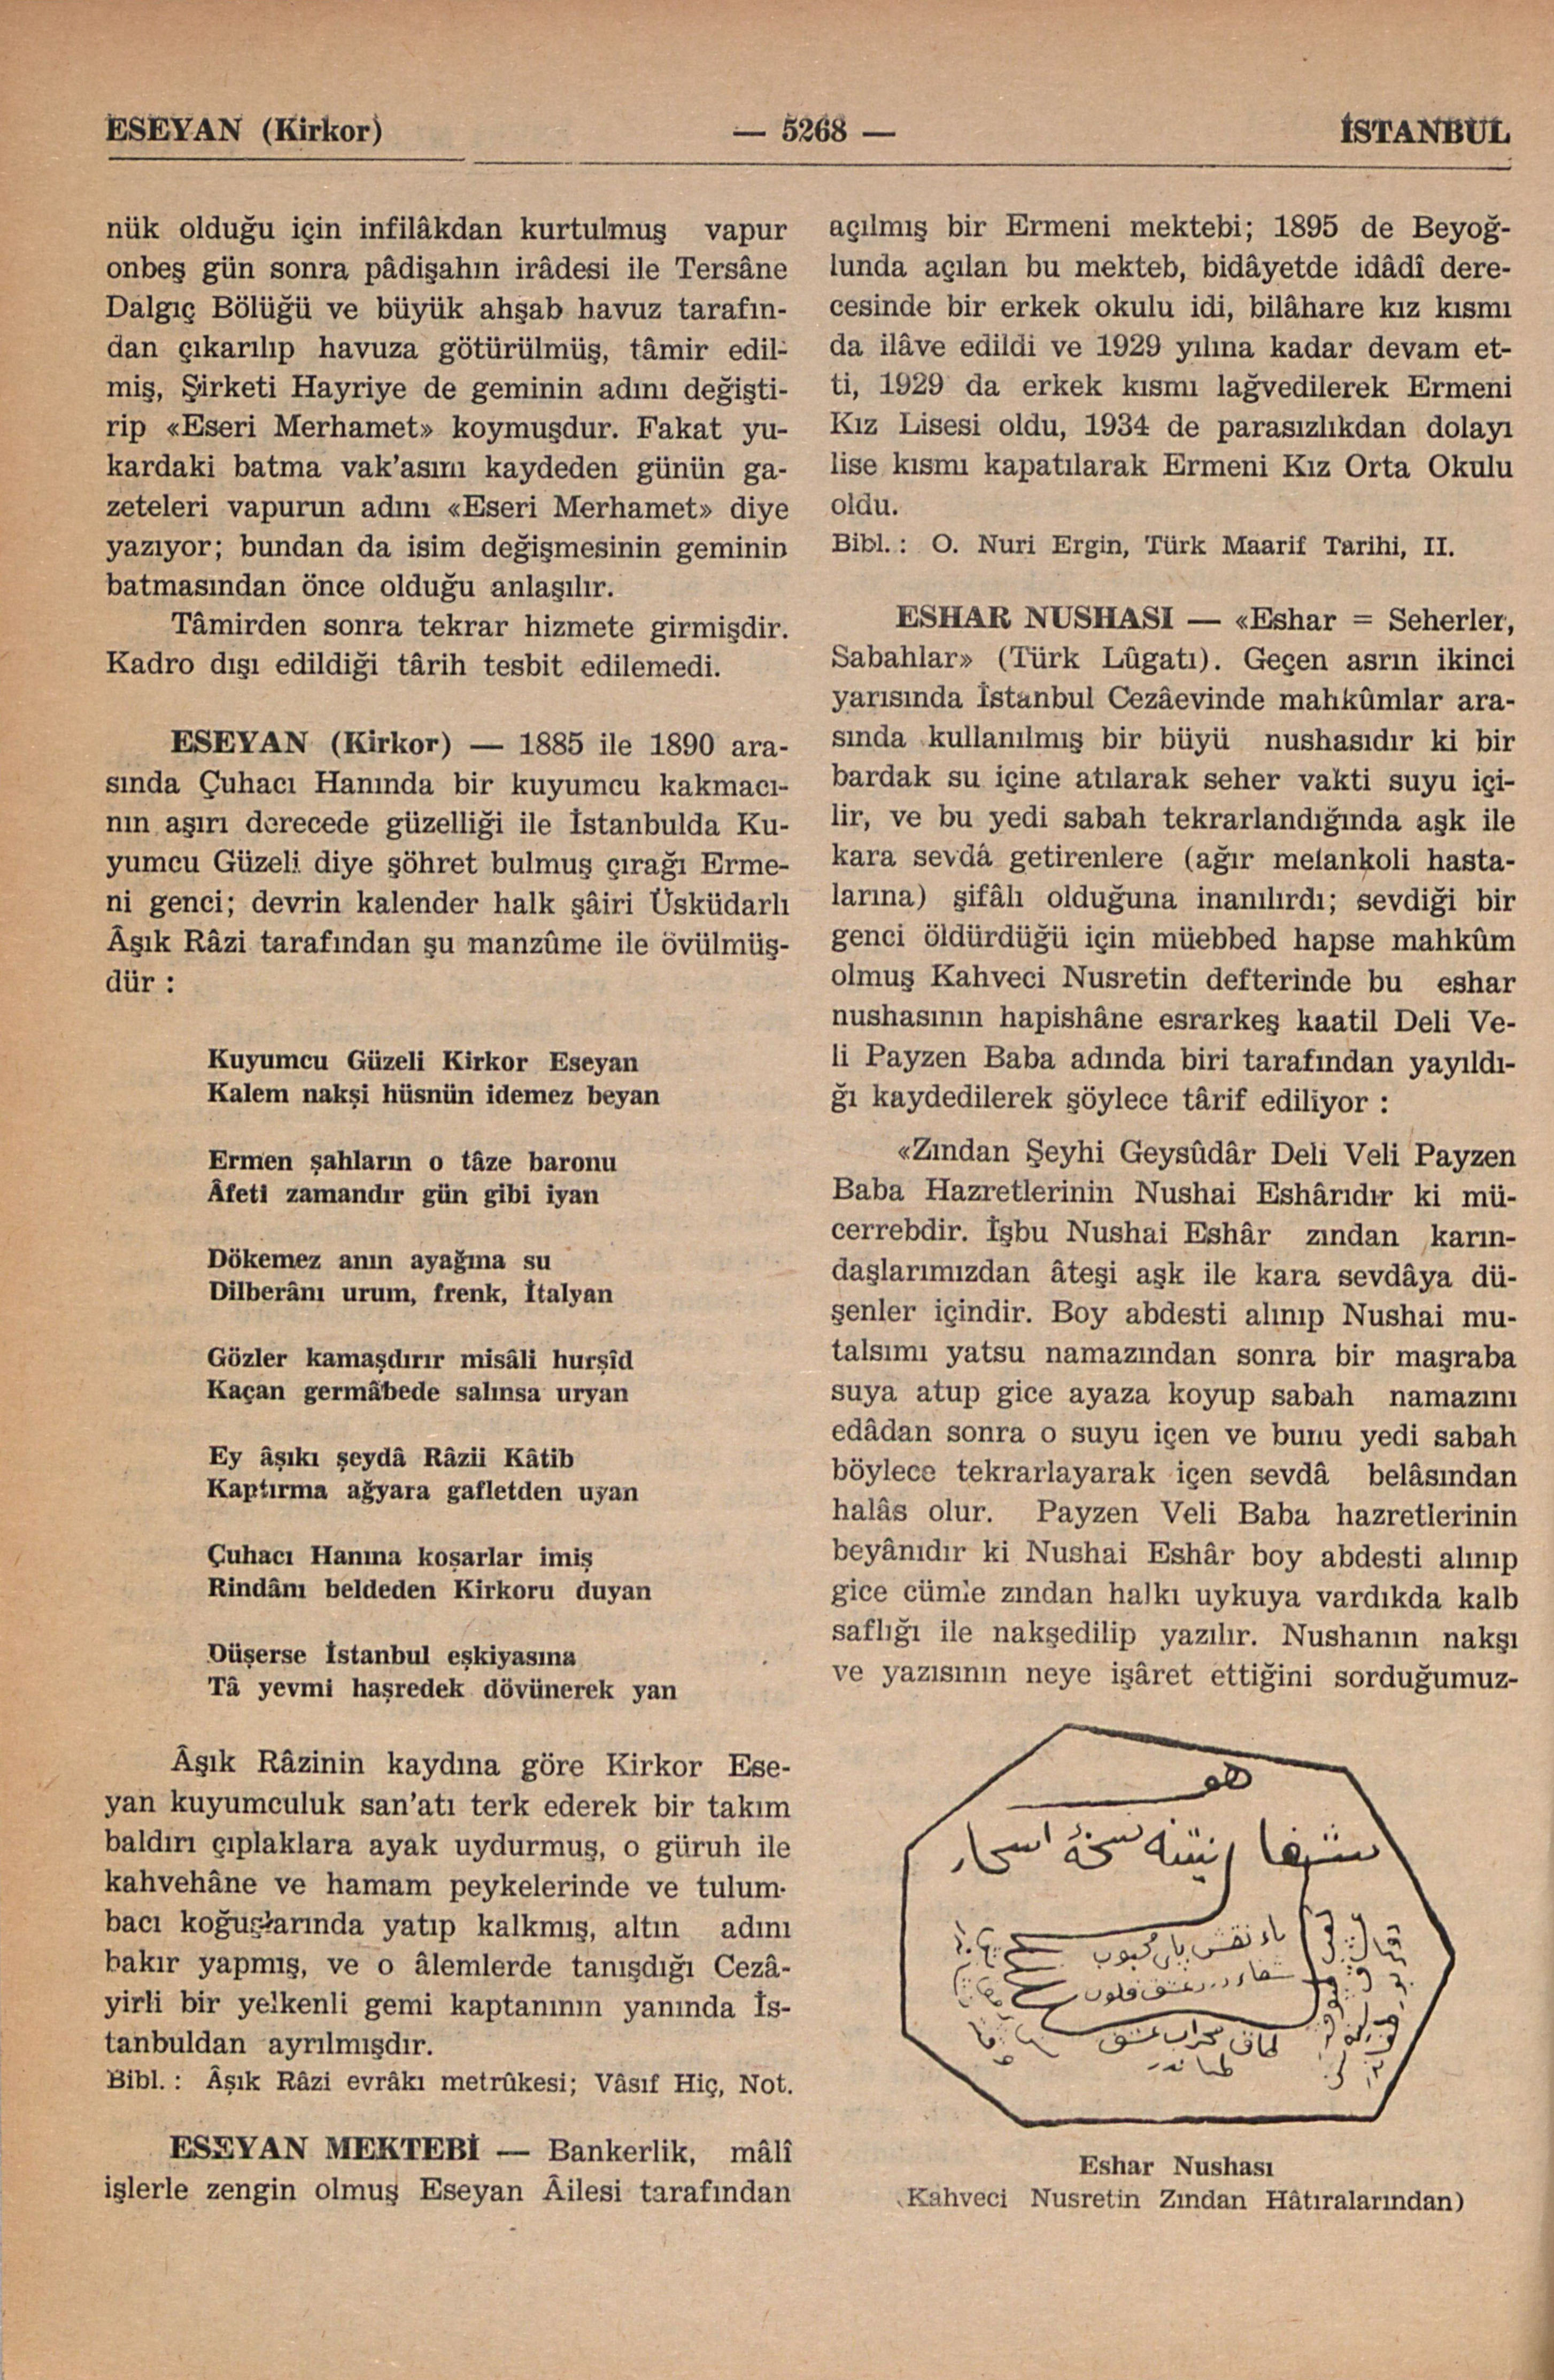 ESEYAN (Kirkor)
— 5268 —
İSTANBUL
nük olduğu için infilâkdan kurtulmuş vapur
onbeş gün sonra pâdişahın irâdesi ile Tersâne
Dalgıç Bölüğü ve büyük ahşab havuz tarafın-
dan çıkarılıp havuza götürülmüş, tâmir edil-
miş, Şirketi Hayriye de geminin adını değişti-
rip «Eseri Merhamet» koymuşdur. Fakat yu-
kardaki batma vak'asını kaydeden günün ga-
zeteleri vapurun adını «Eseri Merhamet» diye
yazıyor; bundan da isim değişmesinin geminin
batmasından önce olduğu anlaşılır.
Tâmirden sonra tekrar hizmete girmişdir.
Kadro dışı edildiği târih tesbit edilemedi.
ESEYAN (Kirkor) — 1885 ile 1890 ara-
sında Çuhacı Hanında bir kuyumcu kakmacı-
nın aşırı derecede güzelliği ile İstanbulda Ku-
yumcu Güzeli diye şöhret bulmuş çırağı Erme-
ni genci; devrin kalender halk şâiri Üsküdarlı
Âşık Râzi tarafından şu manzûme ile övülmüş-
dür :
Kuyumcu Güzeli Kirkor Eseyan
Kalem nakşi hüsnün idemez beyan
Ermen şahların o tâze baronu
Âfeti zamandır gün gibi iyan
Dökemez anın ayağına su
Dilberânı urum, frenk, İtalyan
Gözler kamaşdırır misâli hurşîd
Kaçan germâbede salınsa uryan
Ey âşıkı şeydâ Râzii Kâtib
Kaptırma ağyara gafletden uyan
Çuhacı Hanına koşarlar imiş
Rindânı beldeden Kirkoru duyan
Düşerse İstanbul eşkiyasına
Tâ yevmi haşredek dövünerek yan
Âşık Râzinin kaydına göre Kirkor Ese-
yan kuyumculuk san'atı terk ederek bir takım
baldırı çıplaklara ayak uydurmuş, o güruh ile
kahvehâne ve hamam peykelerinde ve tulum-
bacı koğuşlarında yatıp kalkmış, altın adını
bakır yapmış, ve o âlemlerde tanışdığı Cezâ-
yirli bir yelkenli gemi kaptanının yanında İs-
tanbuldan ayrılmışdır.
Bibl. : Âşık Râzi evrâkı metrûkesi; Vâsıf Hiç, Not.
ESEYAN MEKTEBİ — Bankerlik, mâlî
işlerle zengin olmuş Eseyan Âilesi tarafından
açılmış bir Ermeni mektebi; 1895 de Beyoğ-
lunda açılan bu mekteb, bidâyetde idâdî dere-
cesinde bir erkek okulu idi, bilâhare kız kısmı
da ilâve edildi ve 1929 yılına kadar devam et-
ti, 1929 da erkek kısmı lağvedilerek Ermeni
Kız Lisesi oldu, 1934 de parasızlıkdan dolayı
lise kısmı kapatılarak Ermeni Kız Orta Okulu
oldu.
Bibl. : O. Nuri Ergin, Türk Maarif Tarihi, II.
ESHAR NUSHASI — «Eshar = Seherler,
Sabahlar» (Türk Lûgatı). Geçen asrın ikinci
yarısında İstanbul Cezâevinde mahkûmlar ara-
sında kullanılmış bir büyü nushasıdır ki bir
bardak su içine atılarak seher vakti suyu içi-
lir, ve bu yedi sabah tekrarlandığında aşk ile
kara sevdâ getirenlere (ağır melankoli hasta-
larına) şifâlı olduğuna inanılırdı; sevdiği bir
genci öldürdüğü için müebbed hapse mahkûm
olmuş Kahveci Nusretin defterinde bu eshar
nushasının hapishâne esrarkeş kaatil Deli Ve-
li Payzen Baba adında biri tarafından yayıldı-
ğı kaydedilerek şöylece târif ediliyor :
«Zından Şeyhi Geysûdâr Deli Veli Payzen
Baba Hazretlerinin Nushai Eshârıdır ki mü-
cerrebdir. İşbu Nushai Eshâr zından karın-
daşlarımızdan âteşi aşk ile kara sevdâya dü-
şenler içindir. Boy abdesti alınıp Nushai mu-
talsımı yatsu namazından sonra bir maşraba
suya atup gice ayaza koyup sabah namazını
edâdan sonra o suyu içen ve bunu yedi sabah
böylece tekrarlayarak içen sevdâ belâsından
halâs olur. Payzen Veli Baba hazretlerinin
beyânıdır ki Nushai Eshâr boy abdesti alınıp
gice cümle zından halkı uykuya vardıkda kalb
saflığı ile nakşedilip yazılır. Nushanın nakşı
ve yazısının neye işâret ettiğini sorduğumuz-
هو
نسخهٔ اسحار
Eshar Nushası
(Kahveci Nusretin Zından Hâtıralarından)